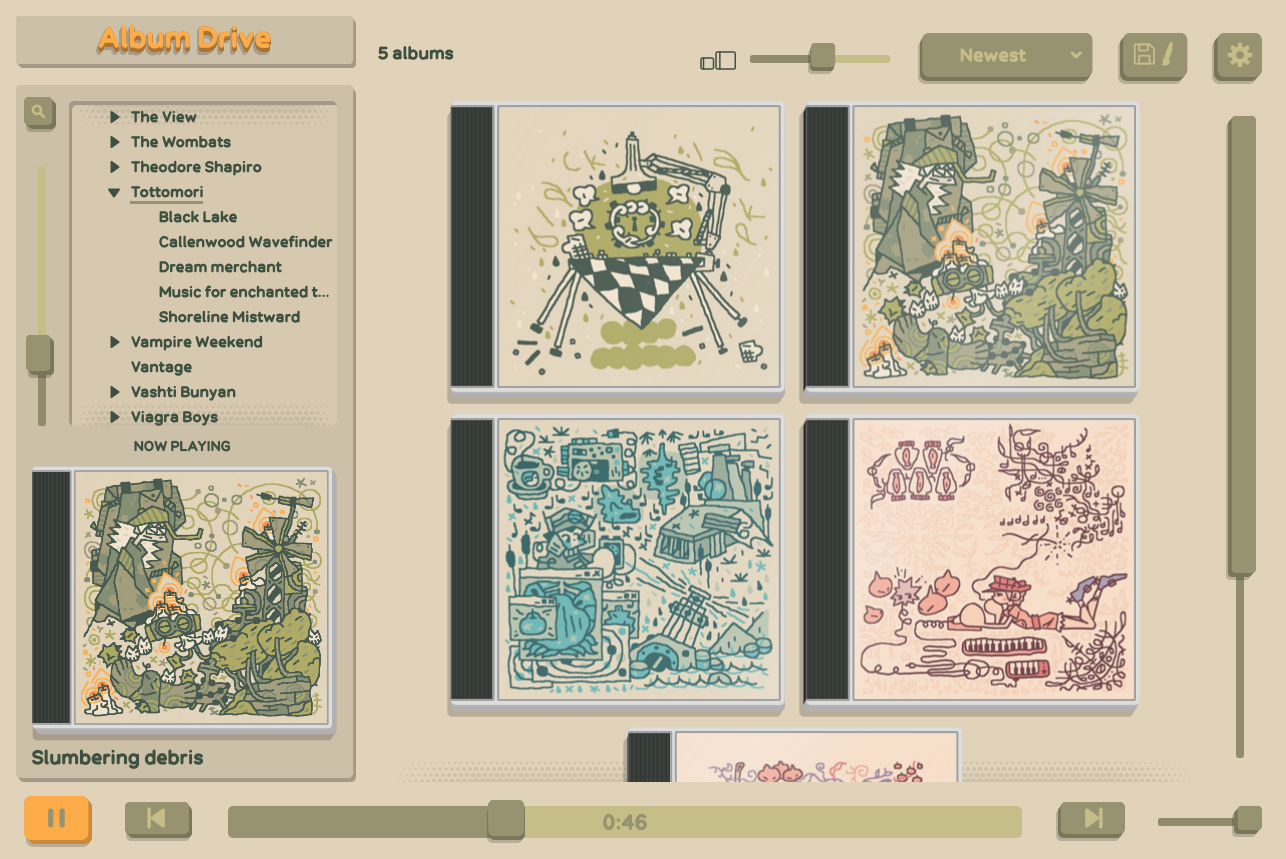 Album Drive
5 albums
Newest
The View
The Wombats
Theodore Shapiro
Tottomori
Black Lake
Callenwood Wavefinder
Dream merchant
Music for enchanted t...
Shoreline Mistward
Vampire Weekend
Vantage
Vashti Bunyan
Viagra Boys
NOW PLAYING
Slumbering debris
0:46